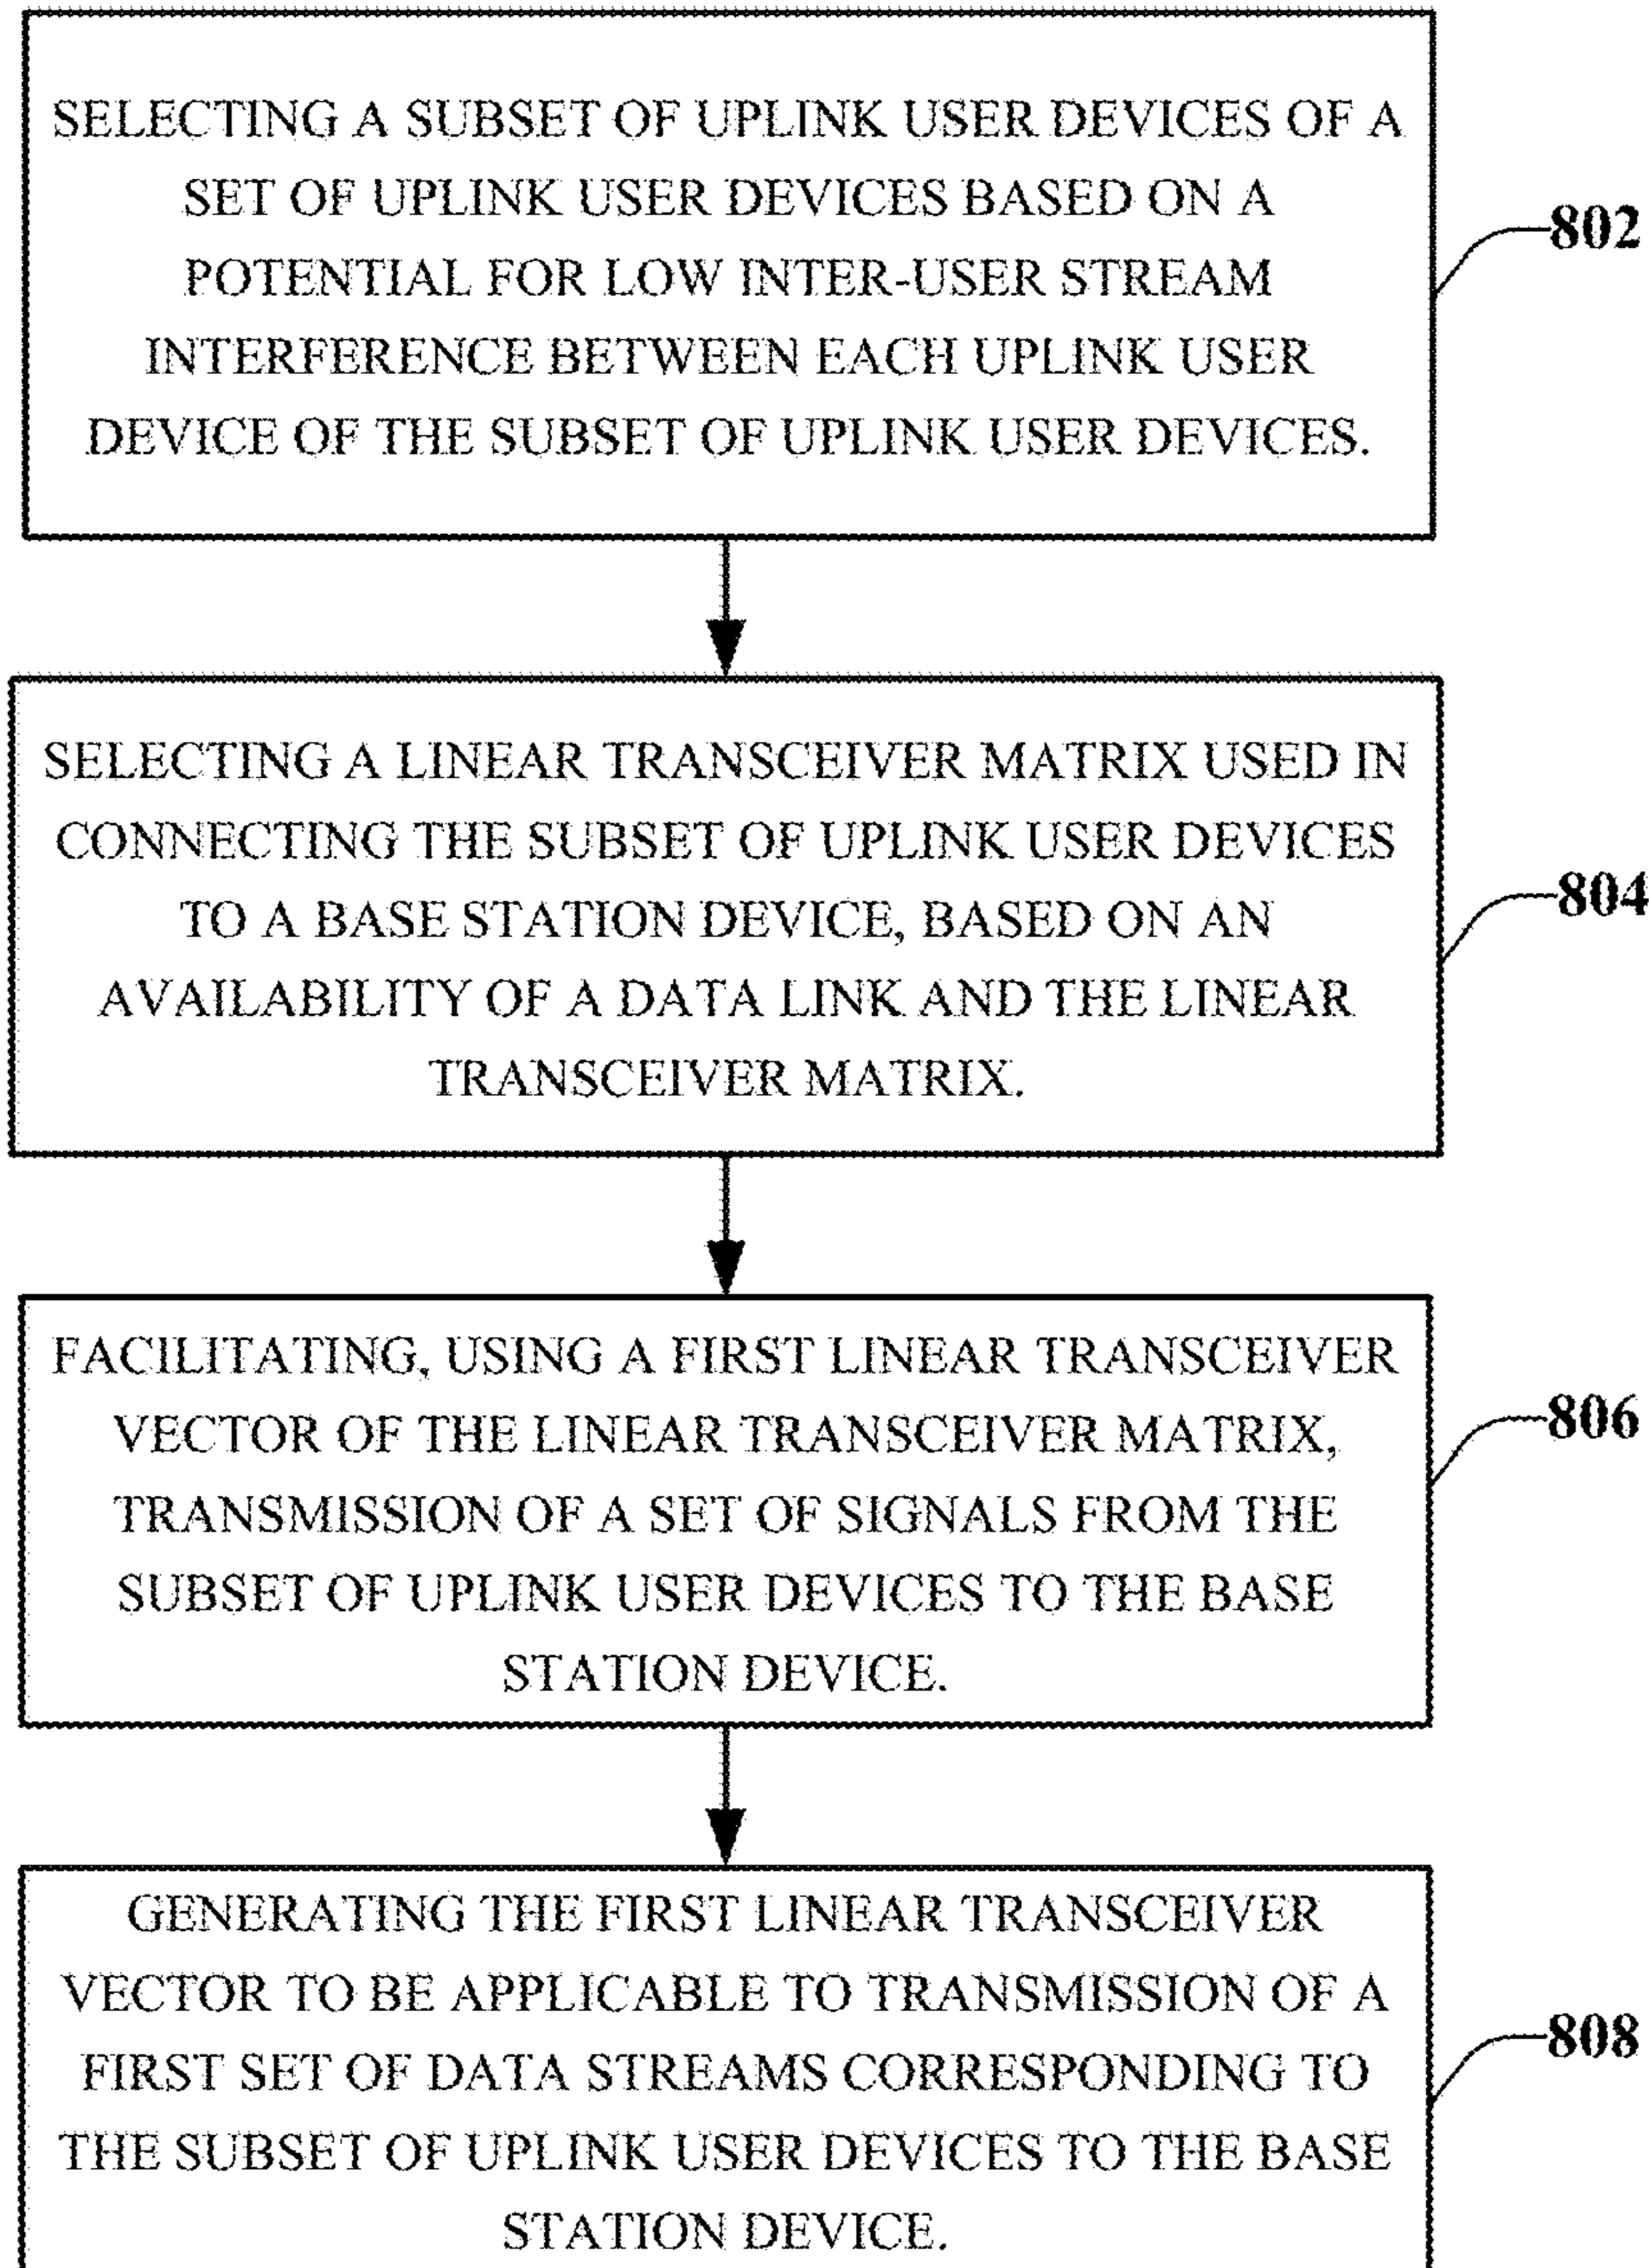 SELECTING A SUBSET OF UPLINK USER DEVICES OF A
SET OF UPLINK USER DEVICES BASED ON A
POTENTIAL FOR LOW INTER-USER STREAM
INTERFERENCE BETWEEN EACH UPLINK USER
DEVICE OF THE SUBSET OF UPLINK USER DEVICES.
802
SELECTING A LINEAR TRANSCEIVER MATRIX USED IN
CONNECTING THE SUBSET OF UPLINK USER DEVICES
TO A BASE STATION DEVICE, BASED ON AN
AVAILABILITY OF A DATA LINK AND THE LINEAR
TRANSCEIVER MATRIX.
804
FACILITATING, USING A FIRST LINEAR TRANSCEIVER
VECTOR OF THE LINEAR TRANSCEIVER MATRIX,
TRANSMISSION OF A SET OF SIGNALS FROM THE
SUBSET OF UPLINK USER DEVICES TO THE BASE
STATION DEVICE.
806
GENERATING THE FIRST LINEAR TRANSCEIVER
VECTOR TO BE APPLICABLE TO TRANSMISSION OF A
FIRST SET OF DATA STREAMS CORRESPONDING TO
THE SUBSET OF UPLINK USER DEVICES TO THE BASE
STATION DEVICE.
808